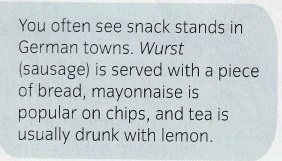 You often see snack stands in
German towns. Wurst
(sausage) is served with a piece
of bread, mayonnaise is
popular on chips, and tea is
usually drunk with lemon.